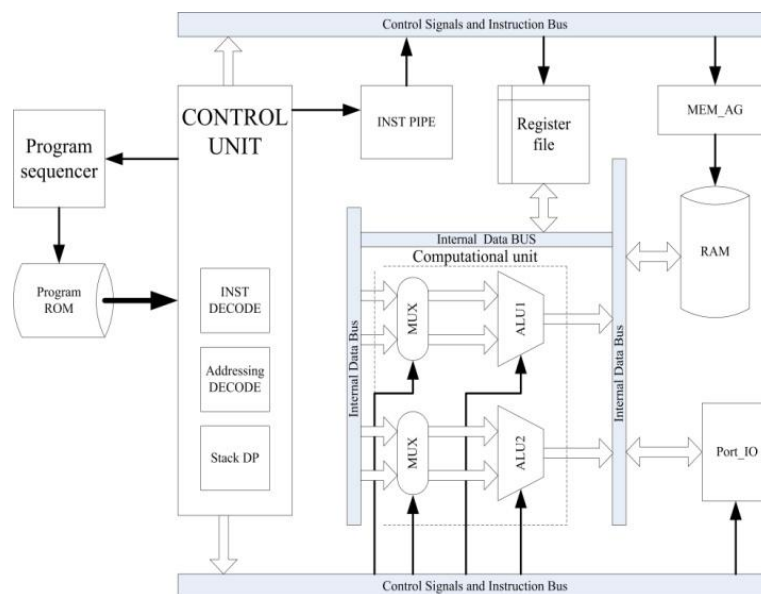 Control Signals and Instruction Bus
CONTROL
UNIT
INST PIPE
Register
file
MEM_AG
Program
sequencer
Internal Data BUS
Computational unit
RAM
Program
ROM
INST
DECODE
MUX
ALU1
Internal Data Bus
Internal Data Bus
Addressing
DECODE
Stack DP
MUX
ALU2
Port_IO
Control Signals and Instruction Bus